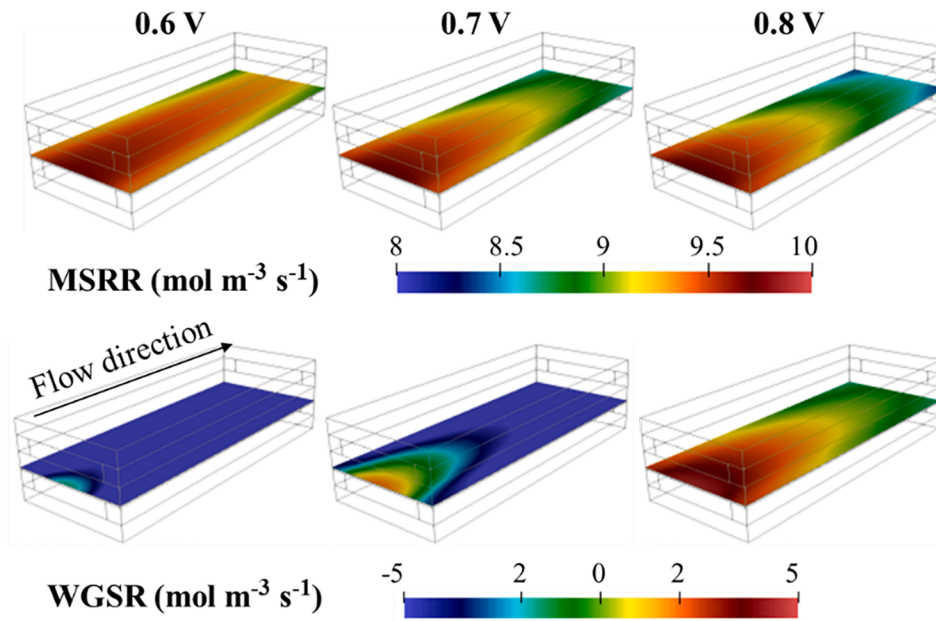 0.6 V 0.7 V 0.8 V
8 8.5 9 9.5 10
MSRR (mol m⁻³ s⁻¹)
Flow direction
-5 2 0 2 5
WGSR (mol m⁻³ s⁻¹)